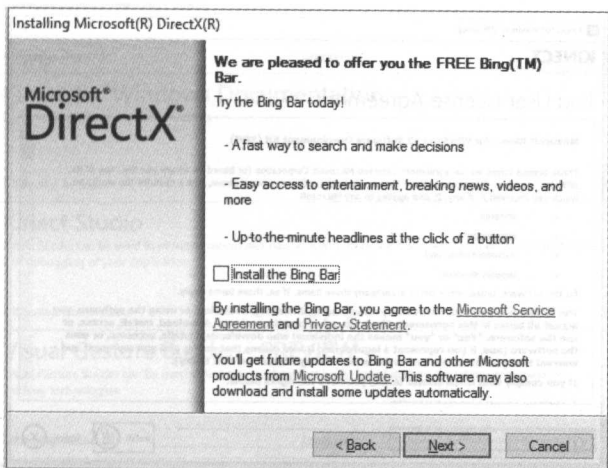 Installing Microsoft(R) DirectX(R)
Microsoft®
DirectX®
We are pleased to offer you the FREE Bing(TM)
Bar.
Try the Bing Bar today!
- A fast way to search and make decisions
- Easy access to entertainment, breaking news, videos, and
more
- Up-to-the-minute headlines at the click of a button
Install the Bing Bar
By installing the Bing Bar, you agree to the Microsoft Service
Agreement and Privacy Statement.
You'll get future updates to Bing and other Microsoft
products from Microsoft Update. This software may also
download and install some updates automatically.
< Back
Next >
Cancel